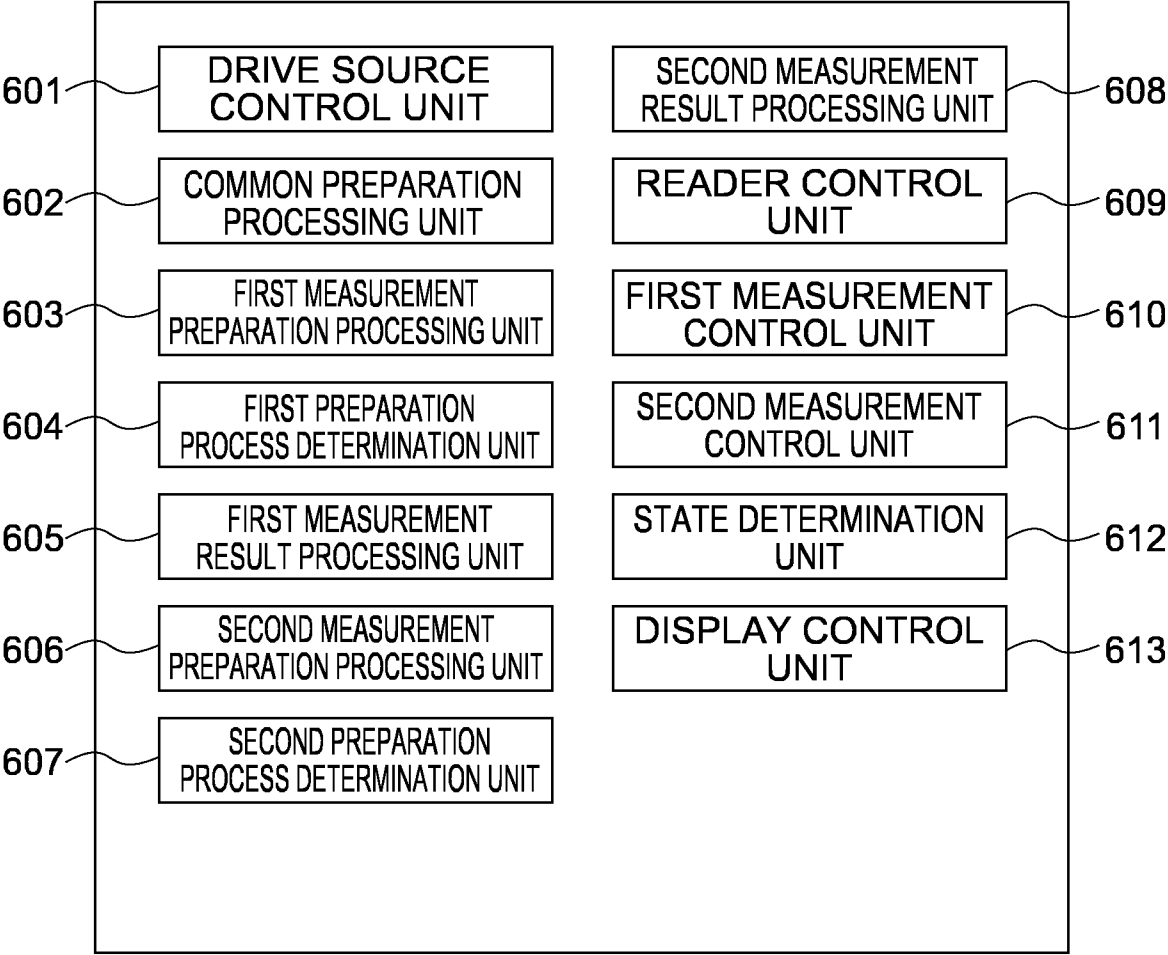 601
DRIVE SOURCE
CONTROL UNIT
602
COMMON PREPARATION
PROCESSING UNIT
603
FIRST MEASUREMENT
PREPARATION PROCESSING UNIT
604
FIRST PREPARATION
PROCESS DETERMINATION UNIT
605
FIRST MEASUREMENT
RESULT PROCESSING UNIT
606
SECOND MEASUREMENT
PREPARATION PROCESSING UNIT
607
SECOND PREPARATION
PROCESS DETERMINATION UNIT
SECOND MEASUREMENT
RESULT PROCESSING UNIT
608
READER CONTROL
UNIT
609
FIRST MEASUREMENT
CONTROL UNIT
610
SECOND MEASUREMENT
CONTROL UNIT
611
STATE DETERMINATION
UNIT
612
DISPLAY CONTROL
UNIT
613